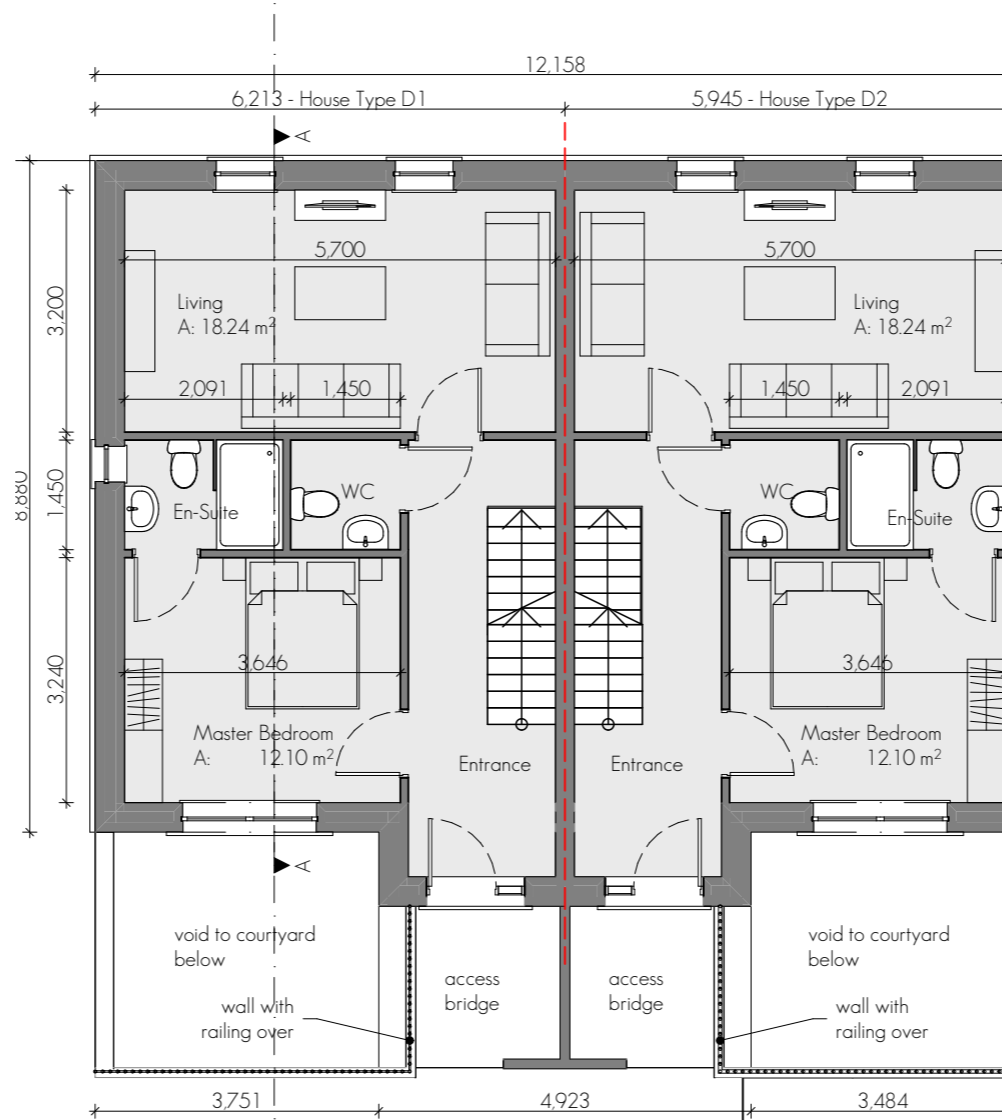 12,158
6,213 - House Type D1
5,945 - House Type D2
A
5,700
5,700
3,200
Living
A: 18.24 m²
Living
A: 18.24 m²
2,091
1,450
1,450
2,091
8,880
1,450
En-Suite
WC
WC
En-Suite
3,240
3,646
3,646
Master Bedroom
A: 12.10 m²
Entrance
Entrance
Master Bedroom
A: 12.10 m²
A
void to courtyard
below
access
bridge
access
bridge
void to courtyard
below
wall with
railing over
wall with
railing over
3,751
4,923
3,484